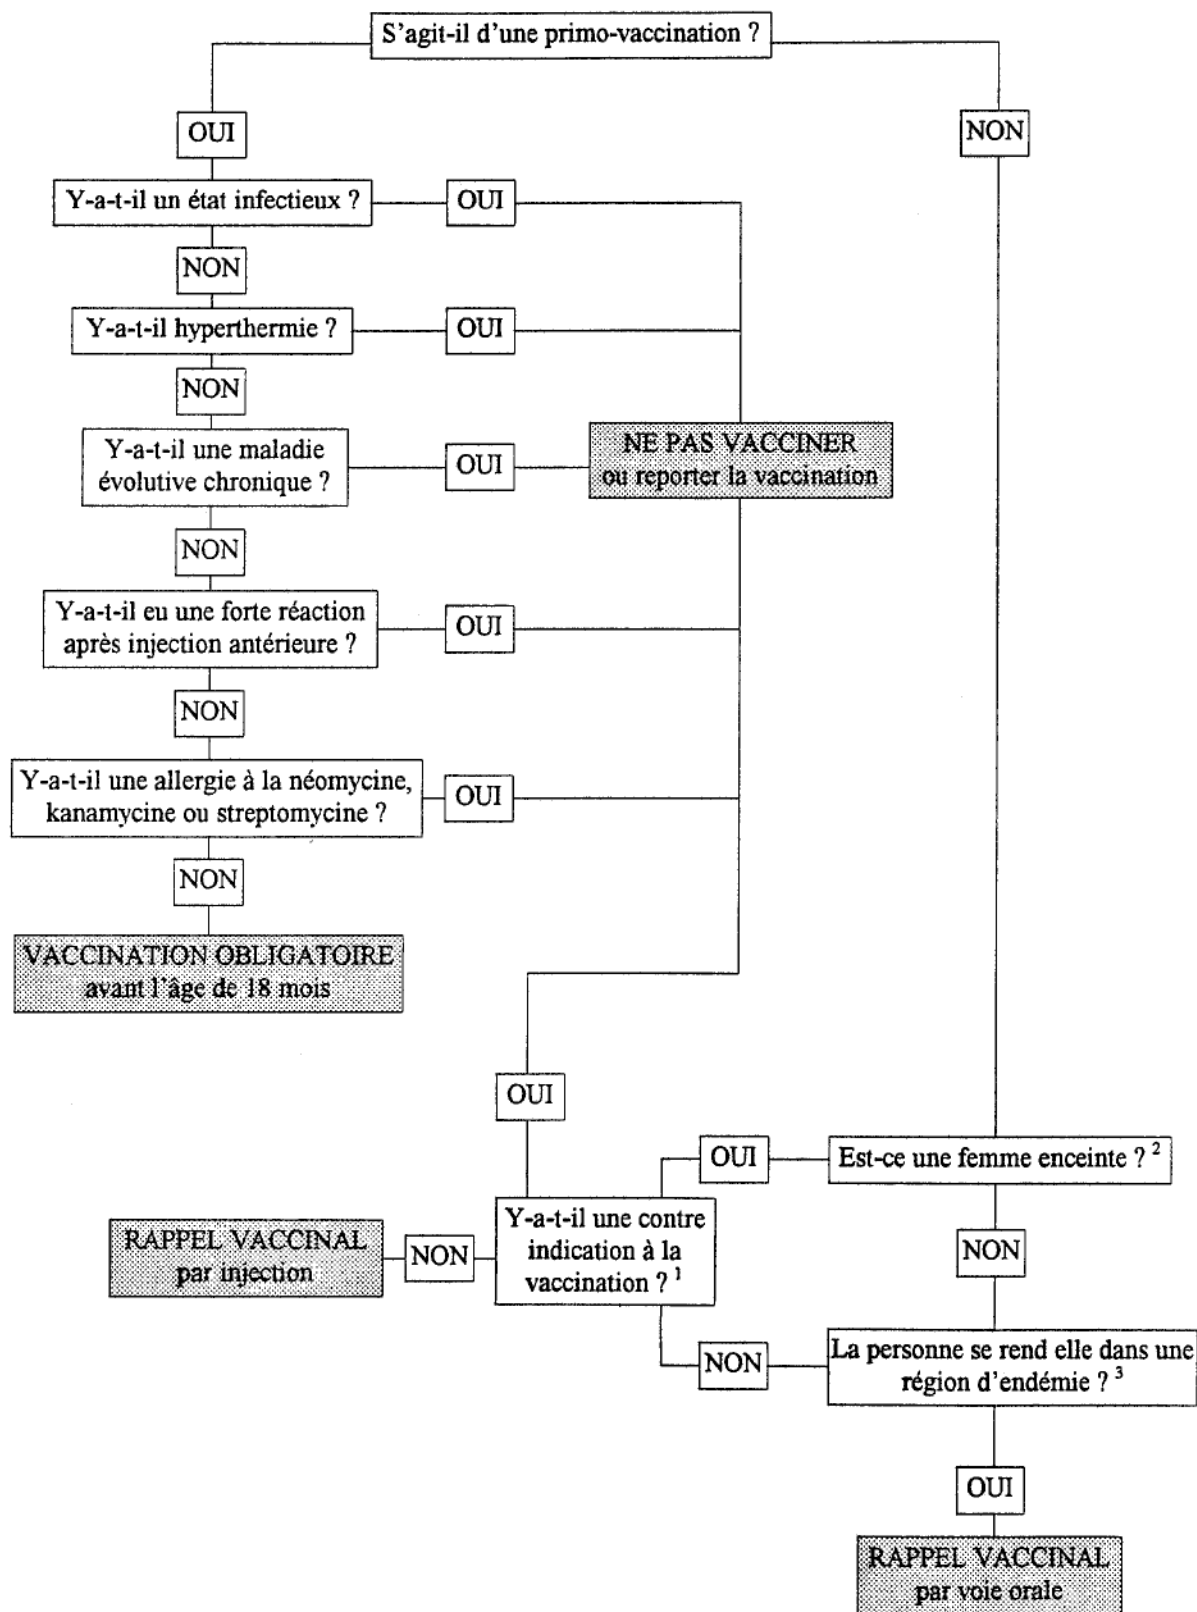 S'agit-il d'une primo-vaccination ?
OUI
NON
Y-a-t-il un état infectieux ?
OUI
NON
Y-a-t-il hyperthermie ?
OUI
NON
Y-a-t-il une maladie
évolutive chronique ?
OUI
NE PAS VACCINER
ou reporter la vaccination
NON
Y-a-t-il eu une forte réaction
après injection antérieure ?
OUI
NON
Y-a-t-il une allergie à la néomycine,
kanamycine ou streptomycine ?
OUI
NON
VACCINATION OBLIGATOIRE
avant l'âge de 18 mois
OUI
OUI
Est-ce une femme enceinte ? 2
Y-a-t-il une contre
indication à la
vaccination ? 1
NON
RAPPEL VACCINAL
par injection
NON
NON
La personne se rend elle dans une
région d'endémie ? 3
OUI
RAPPEL VACCINAL
par voie orale